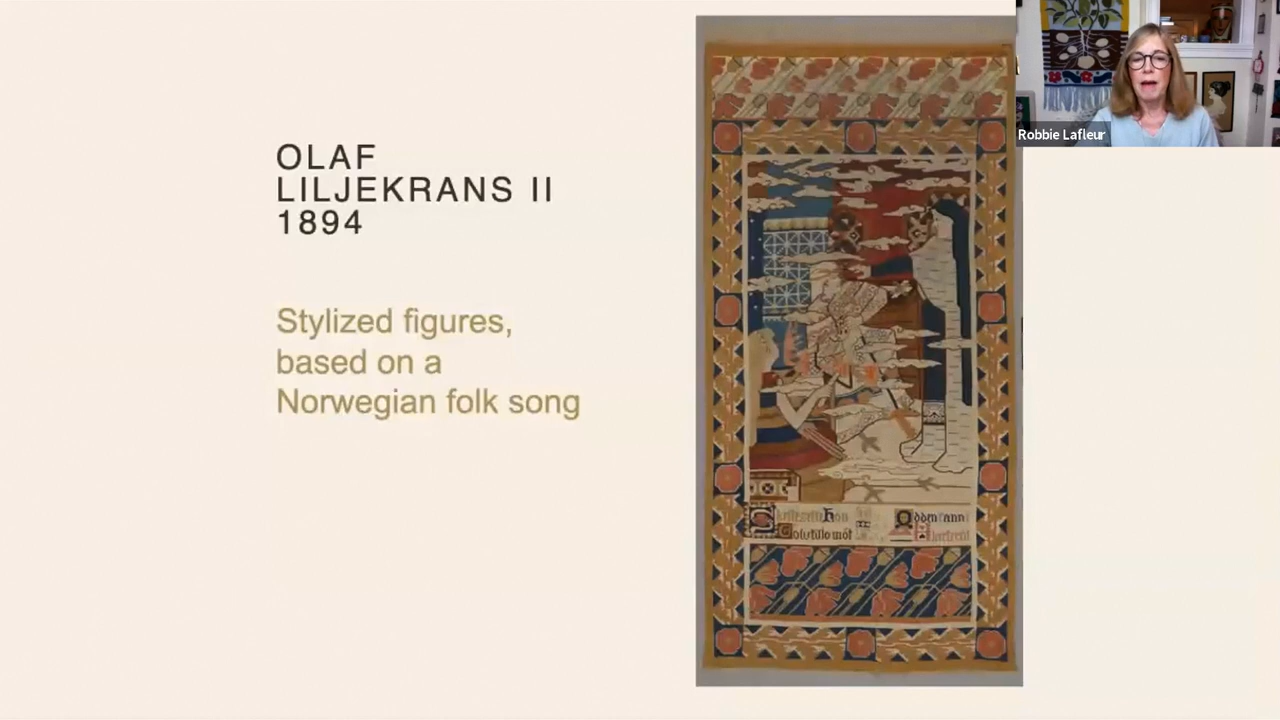 OLAF
LILJEKRANS II
1894
Stylized figures,
based on a
Norwegian folk song
Robbie Lafleur